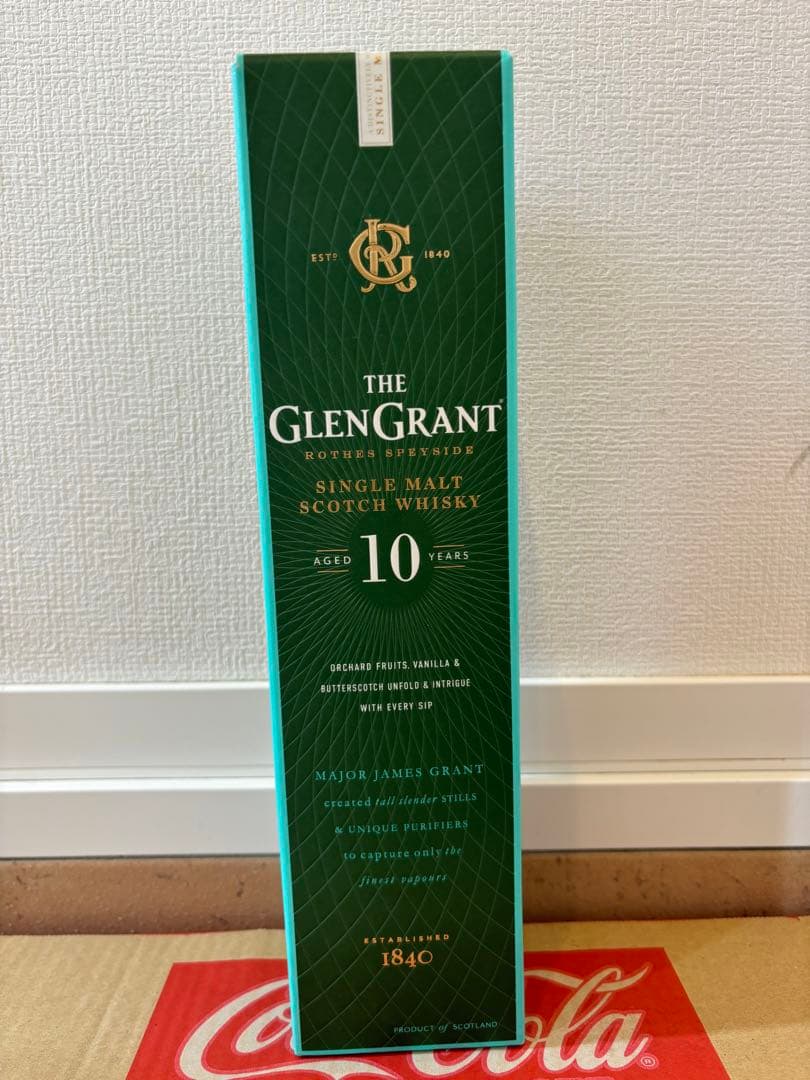 SINGLE M
ESTD 1840
THE
GLENGRANT
ROTHES SPEYSIDE
SINGLE MALT
SCOTCH WHISKY
AGED 10 YEARS
ORCHARD FRUITS, VANILLA &
BUTTERSCOTCH UNFOLD & INTRIGUE
WITH EVERY SIP
MAJOR JAMES GRANT
created tall slender STILLS
& UNIQUE PURIFIERS
to capture only the
finest vapours
ESTABLISHED
1840
PRODUCT of SCOTLAND
Coca-Cola®